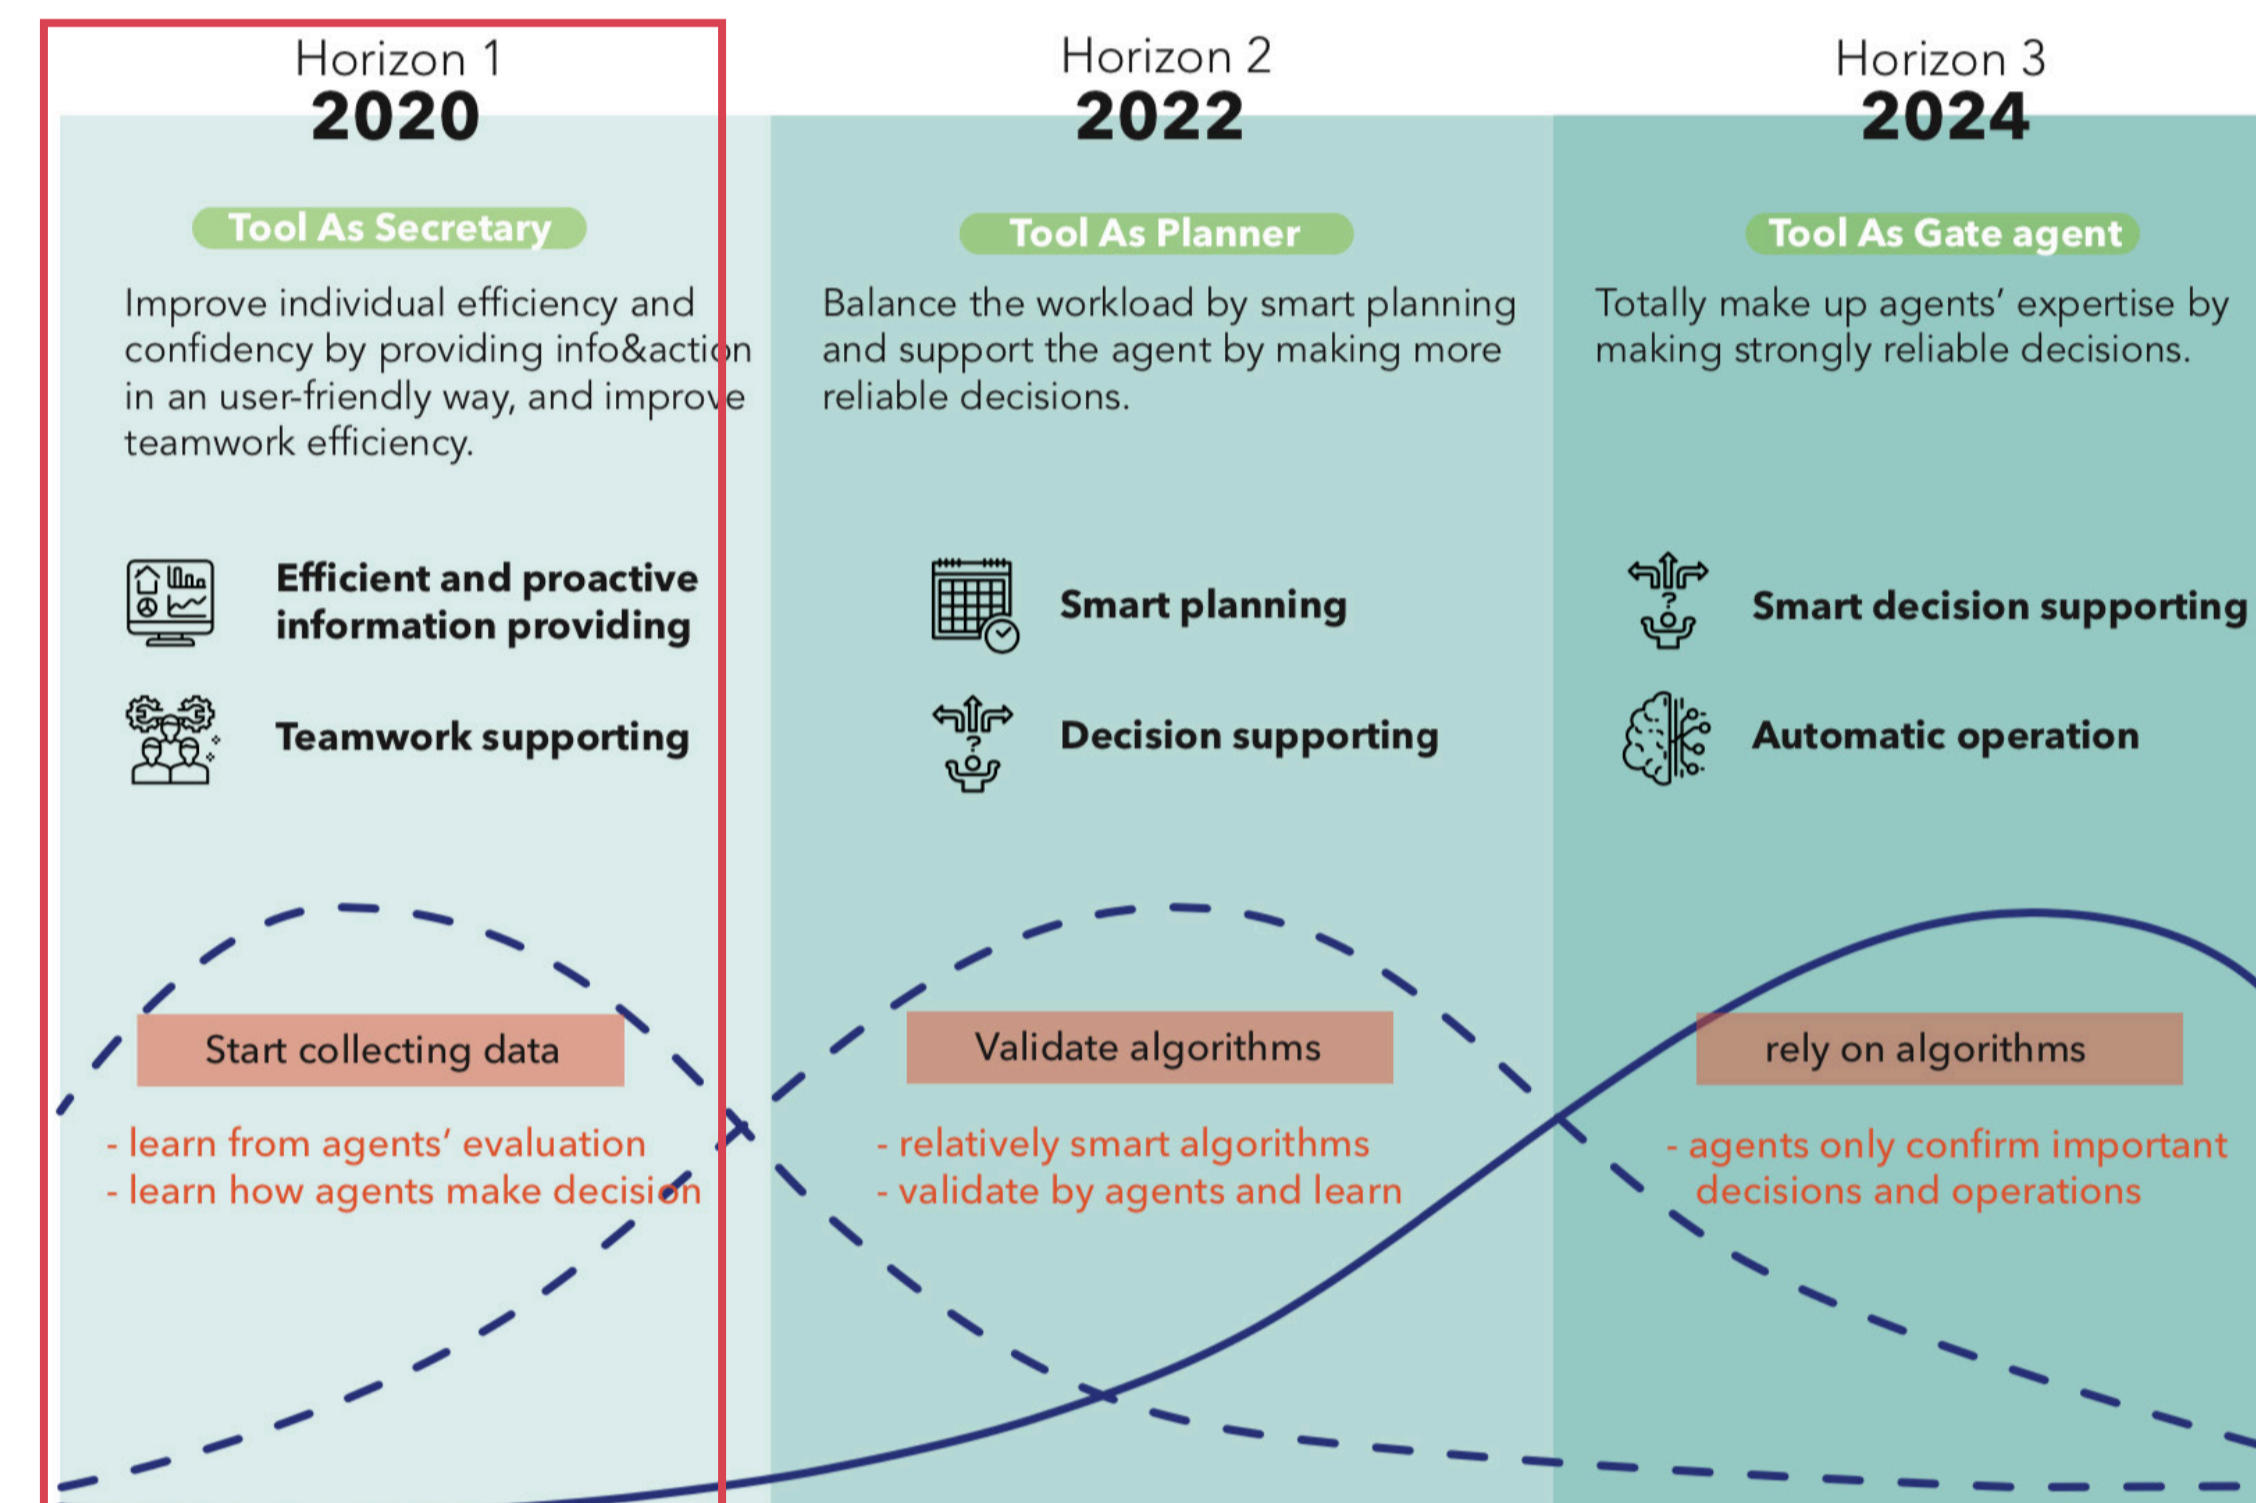 Horizon 1
2020
Tool As Secretary
Improve individual efficiency and
confidency by providing info&action
in an user-friendly way, and improve
teamwork efficiency.
Efficient and proactive
information providing
Teamwork supporting
Start collecting data
- learn from agents’ evaluation
- learn how agents make decision
Horizon 2
2022
Tool As Planner
Balance the workload by smart planning
and support the agent by making more
reliable decisions.
Smart planning
?
Decision supporting
Validate algorithms
- relatively smart algorithms
- validate by agents and learn
Horizon 3
2024
Tool As Gate agent
Totally make up agents’ expertise by
making strongly reliable decisions.
?
Smart decision supporting
Automatic operation
rely on algorithms
- agents only confirm important
decisions and operations